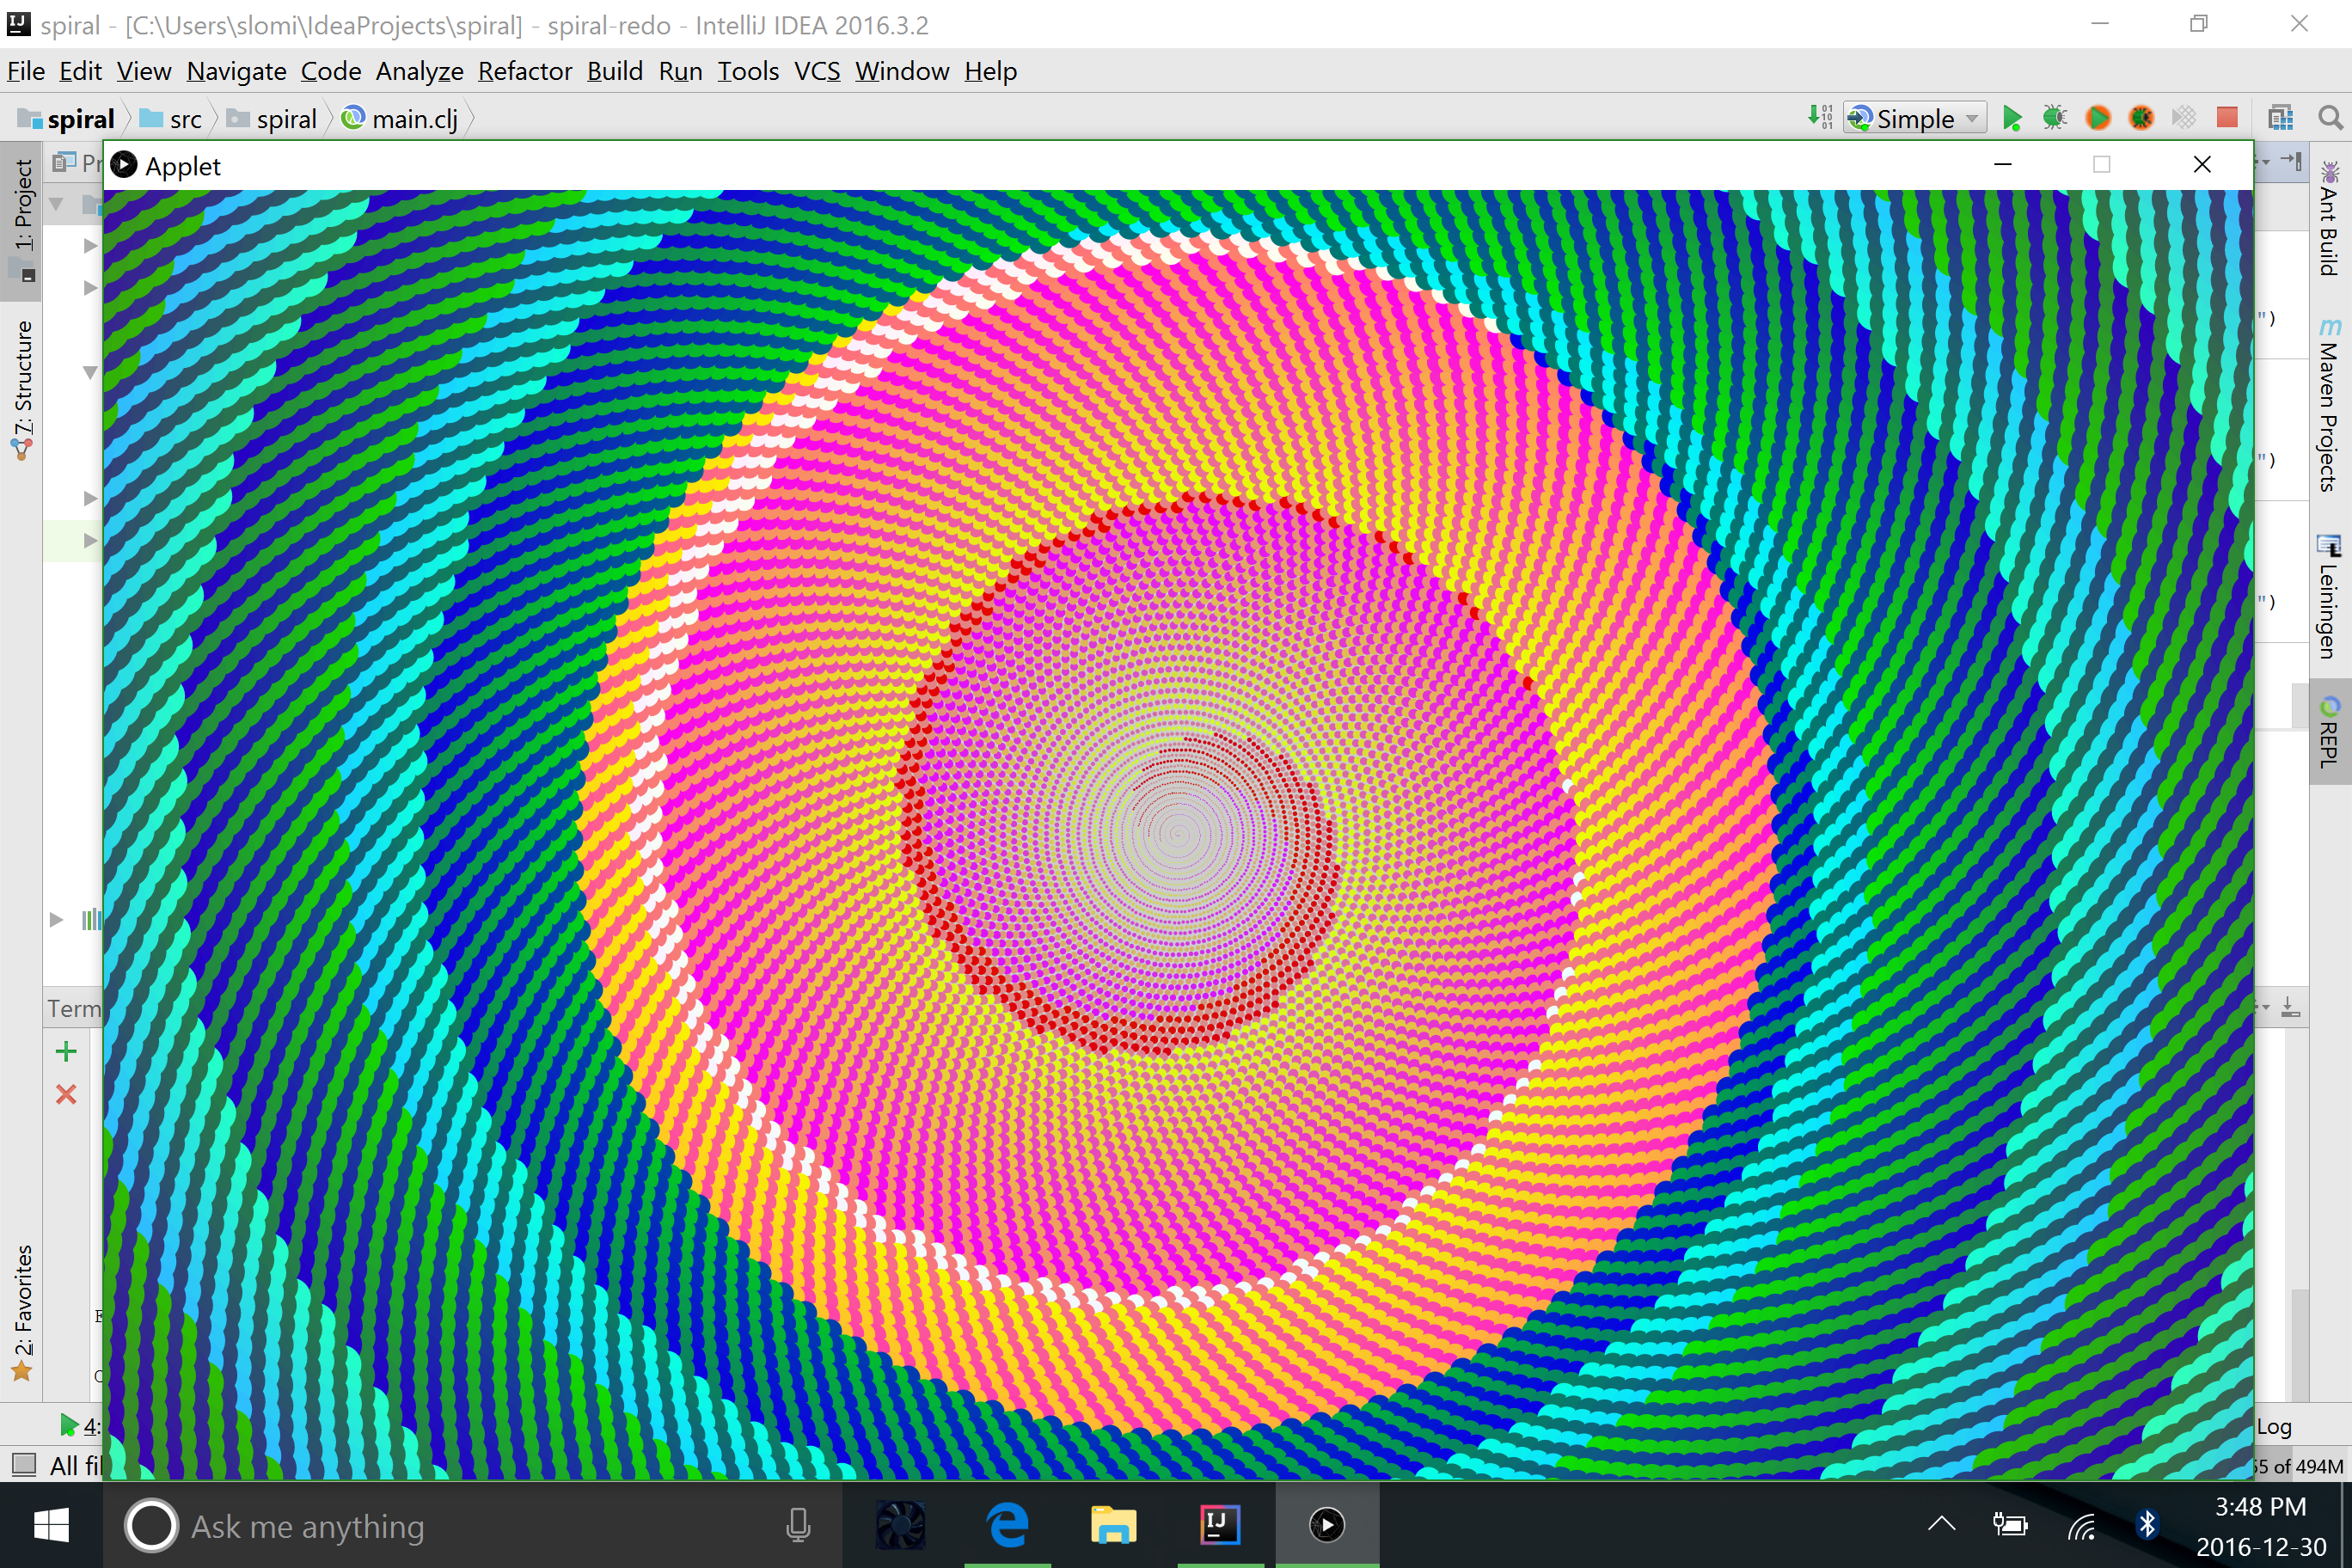 spiral - [C:\Users\slomi\IdeaProjects\spiral] - spiral-redo - IntelliJ IDEA 2016.3.2
File Edit View Navigate Code Analyze Refactor Build Run Tools VCS Window Help
spiral src spiral main.clj
Simple
Applet
1: Project
7: Structure
2: Favorites
Ant Build
Maven Projects
Leiningen
REPL
")
")
")
Term
4:
Log
All fil
of 494M
Ask me anything
3:48 PM
2016-12-30